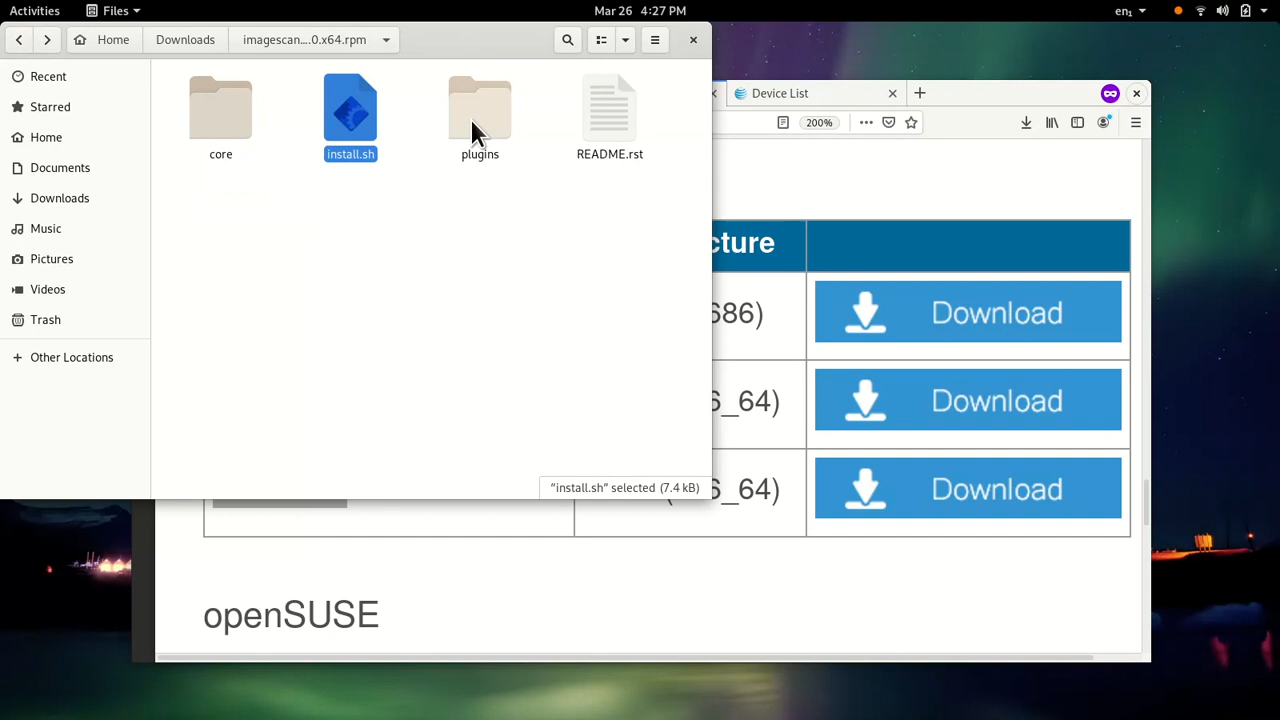 Activities
Files
Mar 26 4:27 PM
en₁
Home
Downloads
imagescan....0.x64.rpm
Recent
Starred
Home
Documents
Downloads
Music
Pictures
Videos
Trash
Other Locations
core
install.sh
plugins
README.rst
"install.sh" selected (7.4 kB)
Device List
200%
cture
686)
Download
6_64)
Download
6_64)
Download
openSUSE